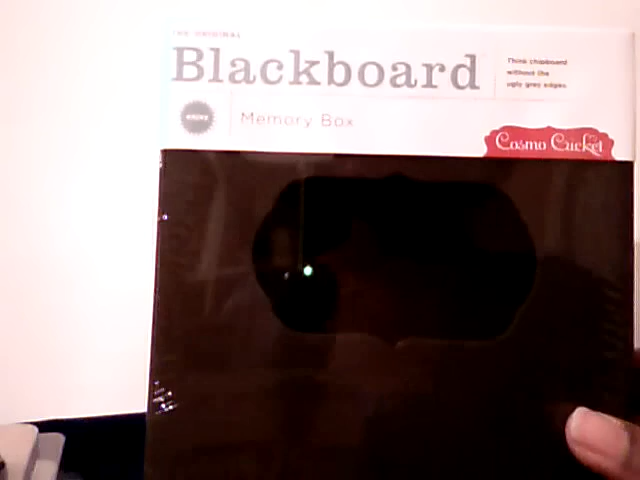 THE ORIGINAL
Blackboard
Think chipboard
without the
ugly grey edges.
Memory Box
Cosmo Cricket